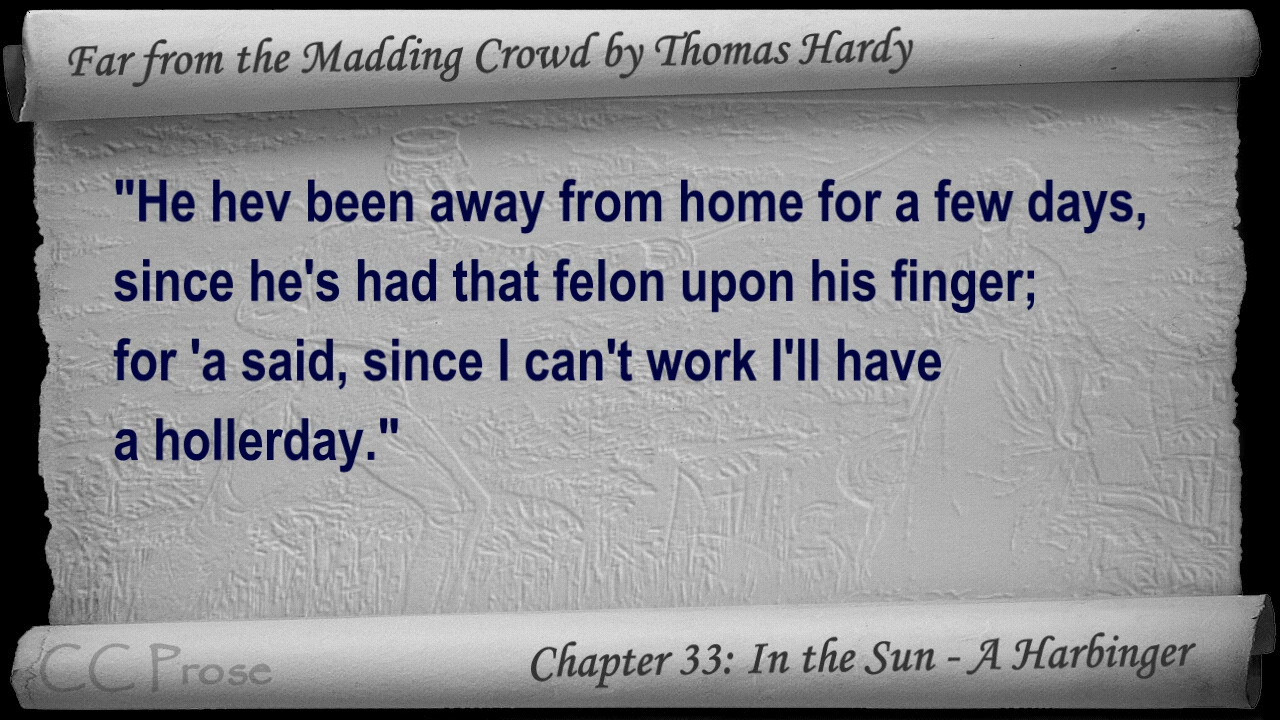 Far from the Madding Crowd by Thomas Hardy
"He hev been away from home for a few days,
since he's had that felon upon his finger;
for 'a said, since I can't work I'll have
a hollerday."
CC Prose
Chapter 33: In the Sun - A Harbinger